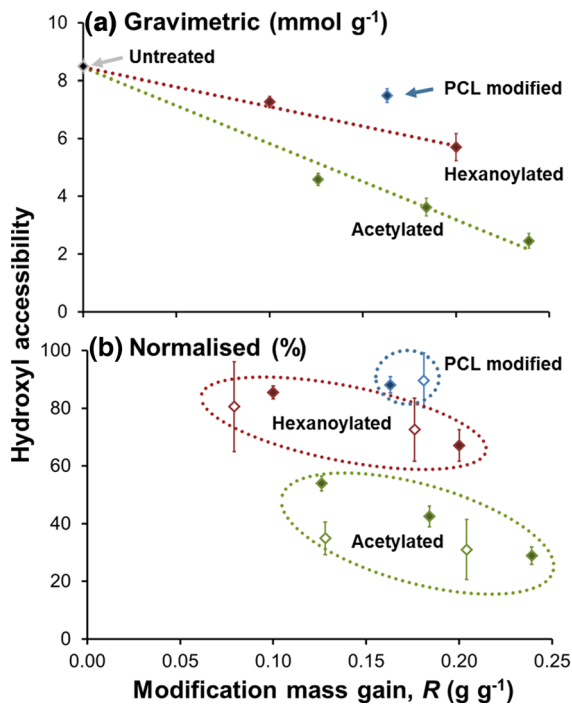 (a) Gravimetric (mmol g-1)
10
8
6
4
2
0
Untreated
PCL modified
Hexanoylated
Acetylated
Hydroxyl accessibility
(b) Normalised (%)
100
80
60
40
20
0
PCL modified
Hexanoylated
Acetylated
0.00 0.05 0.10 0.15 0.20 0.25
Modification mass gain, R (g g-1)